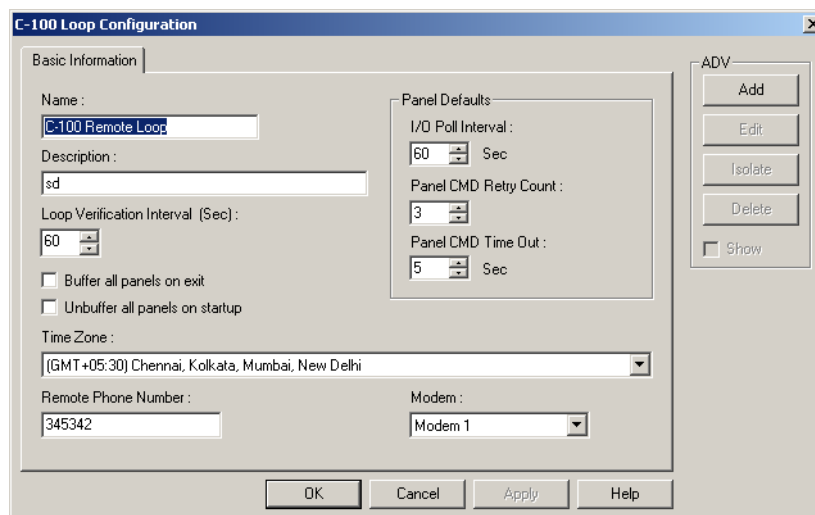 C-100 Loop Configuration
Basic Information
Name :
C-100 Remote Loop
Description :
sd
Loop Verification Interval (Sec) :
60
Buffer all panels on exit
Unbuffer all panels on startup
Panel Defaults
I/O Poll Interval :
60 Sec
Panel CMD Retry Count :
3
Panel CMD Time Out :
5 Sec
Time Zone :
(GMT+05:30) Chennai, Kolkata, Mumbai, New Delhi
Remote Phone Number :
345342
Modem :
Modem 1
ADV
Add
Edit
Isolate
Delete
Show
OK Cancel Apply Help